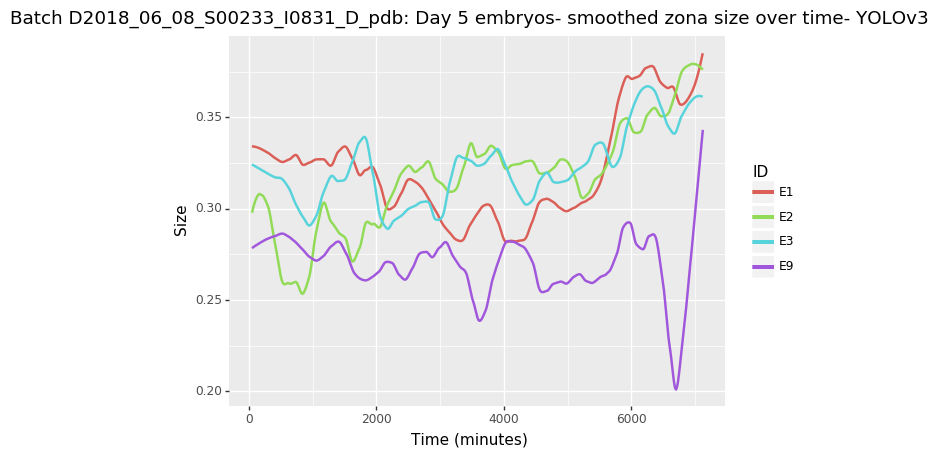 Batch D2018_06_08_S00233_I0831_D_pdb: Day 5 embryos- smoothed zona size over time- YOLOv3
0.35
0.30
0.25
0.20
Size
0
2000
4000
6000
Time (minutes)
ID
E1
E2
E3
E9